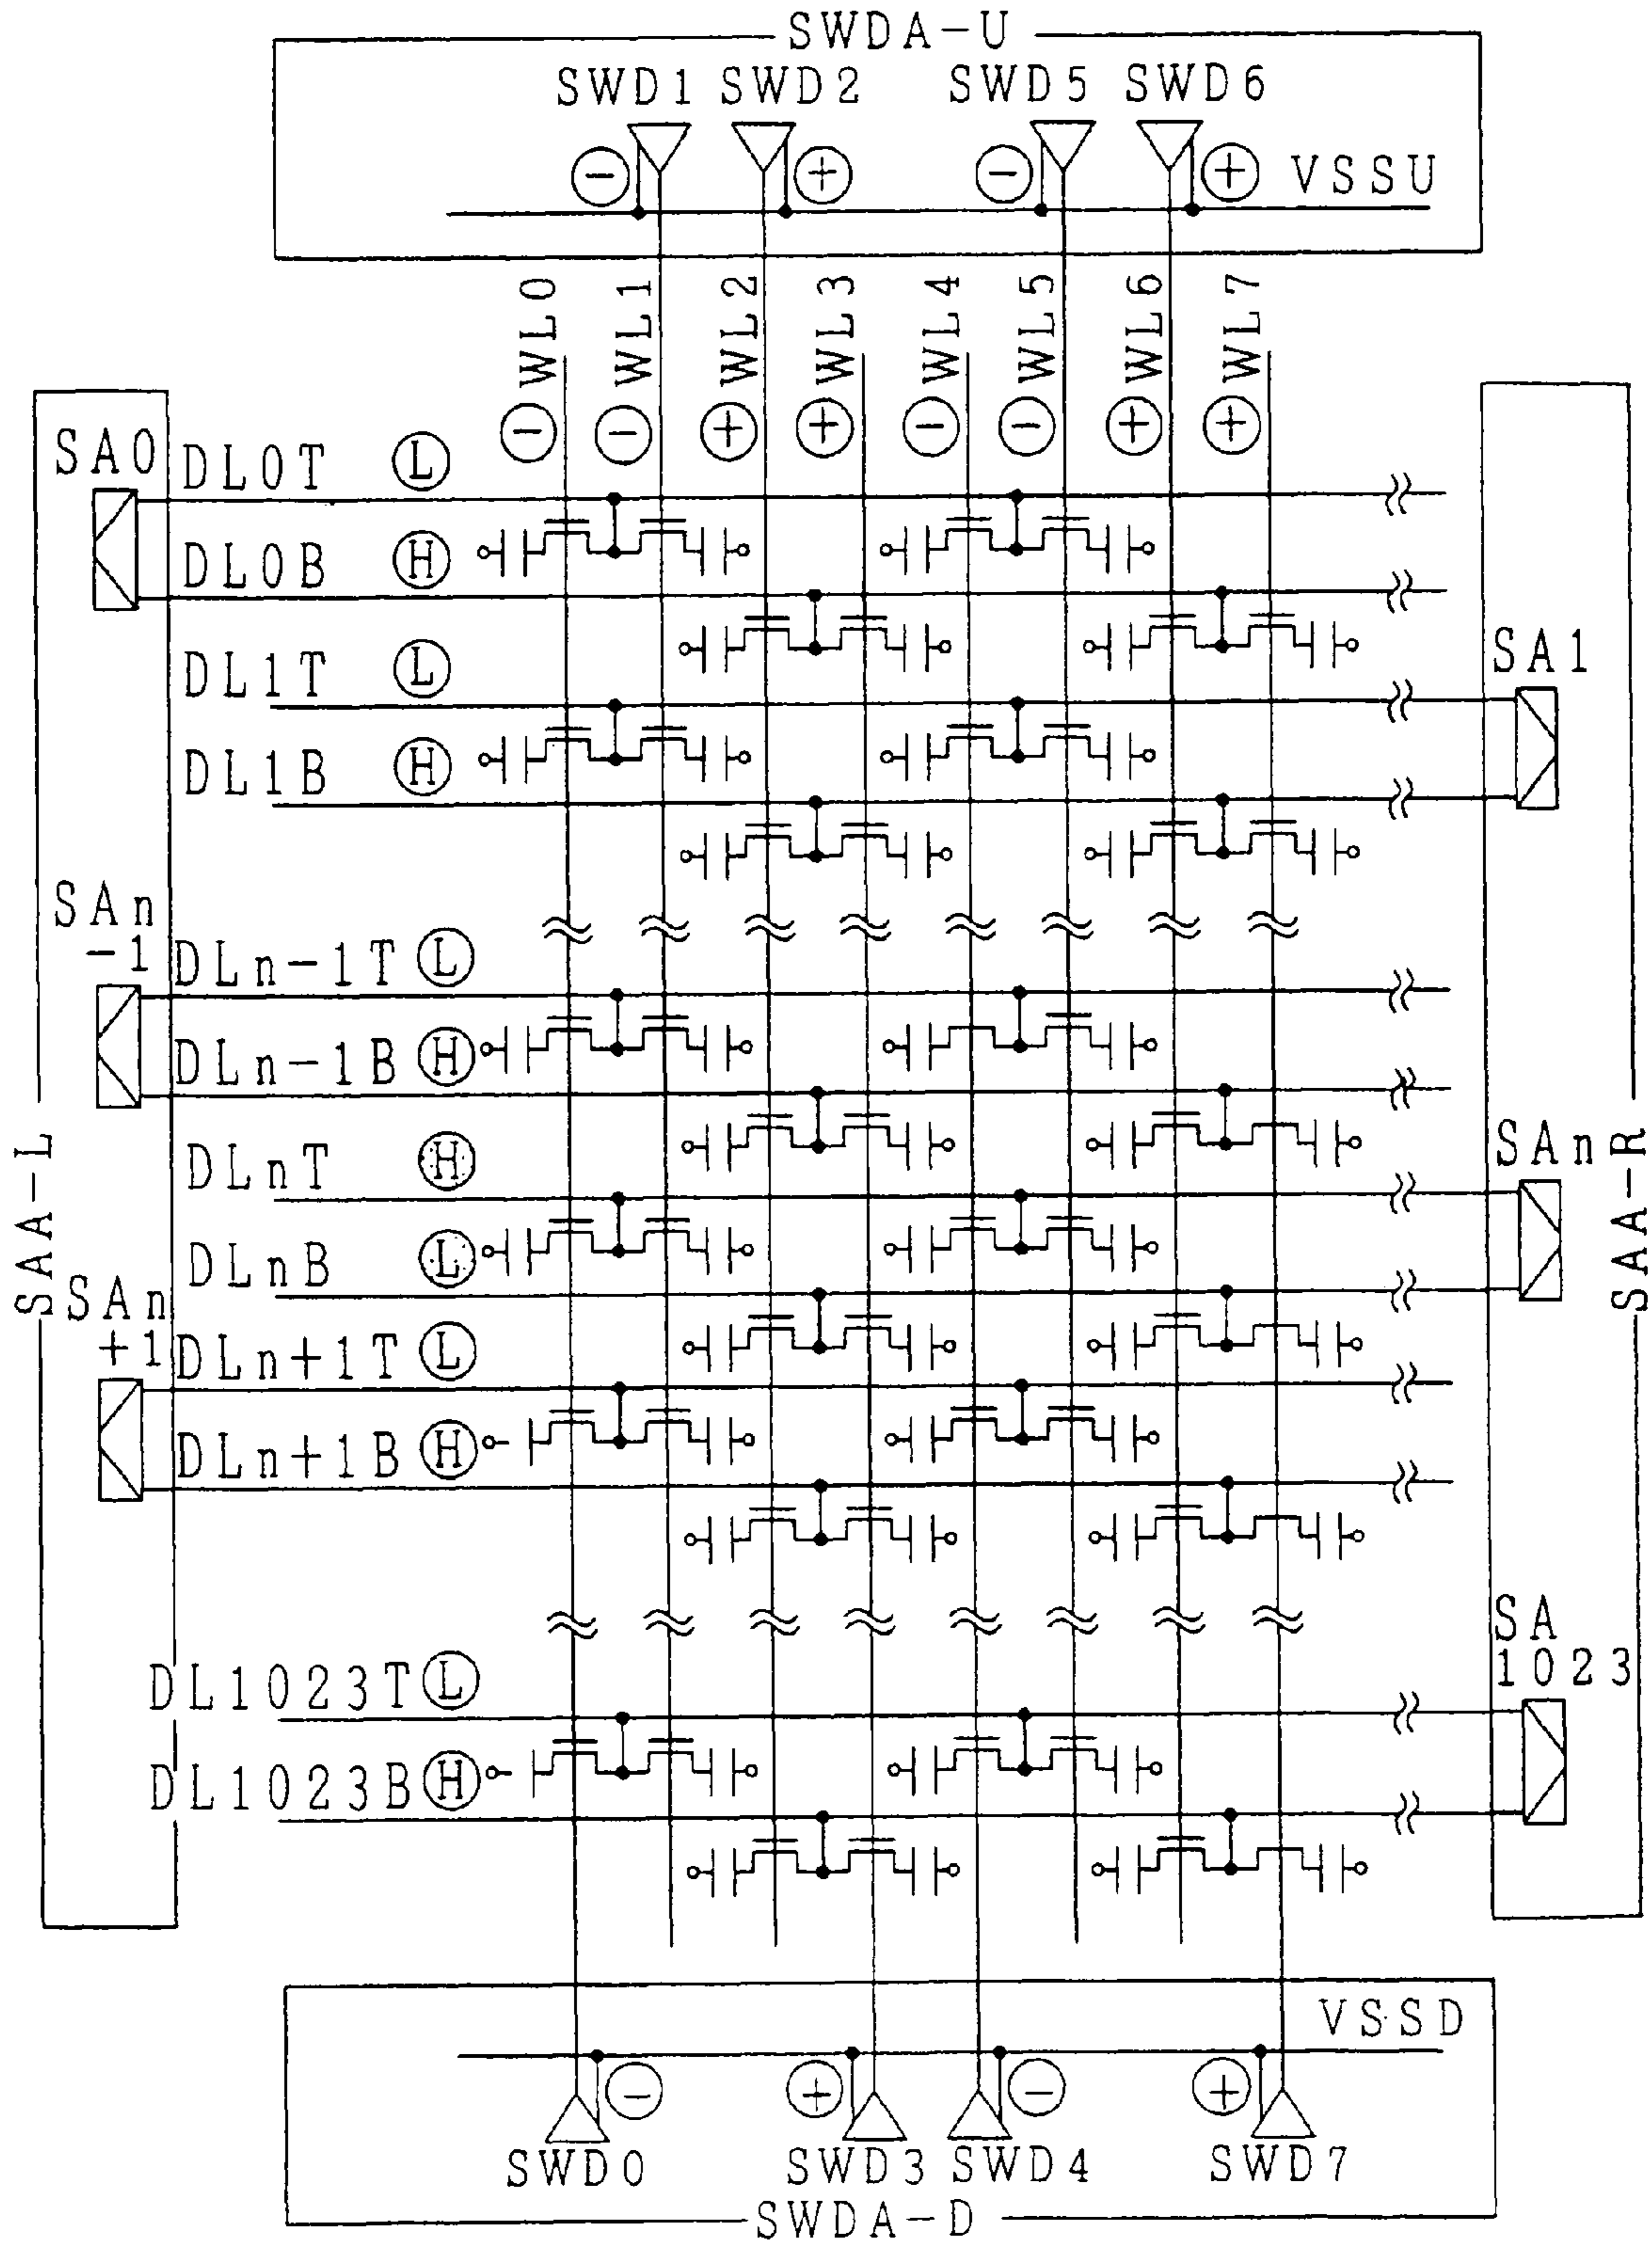 SWDA-U
SWD1 SWD2 SWD5 SWD6
− + − + VSSU
WL0 WL1 WL2 WL3 WL4 WL5 WL6 WL7
− − + + − − + +
SA0
DL0T L
DL0B H
DL1T L
SA1
DL1B H
SAn
-1
DLn-1T L
DLn-1B H
SAA-L
SAA-R
DLnT H
SAn
DLnB L
SAn
+1
DLn+1T L
DLn+1B H
SA
1023
DL1023T L
DL1023B H
VSSD
− + − +
SWD0 SWD3 SWD4 SWD7
SWDA-D